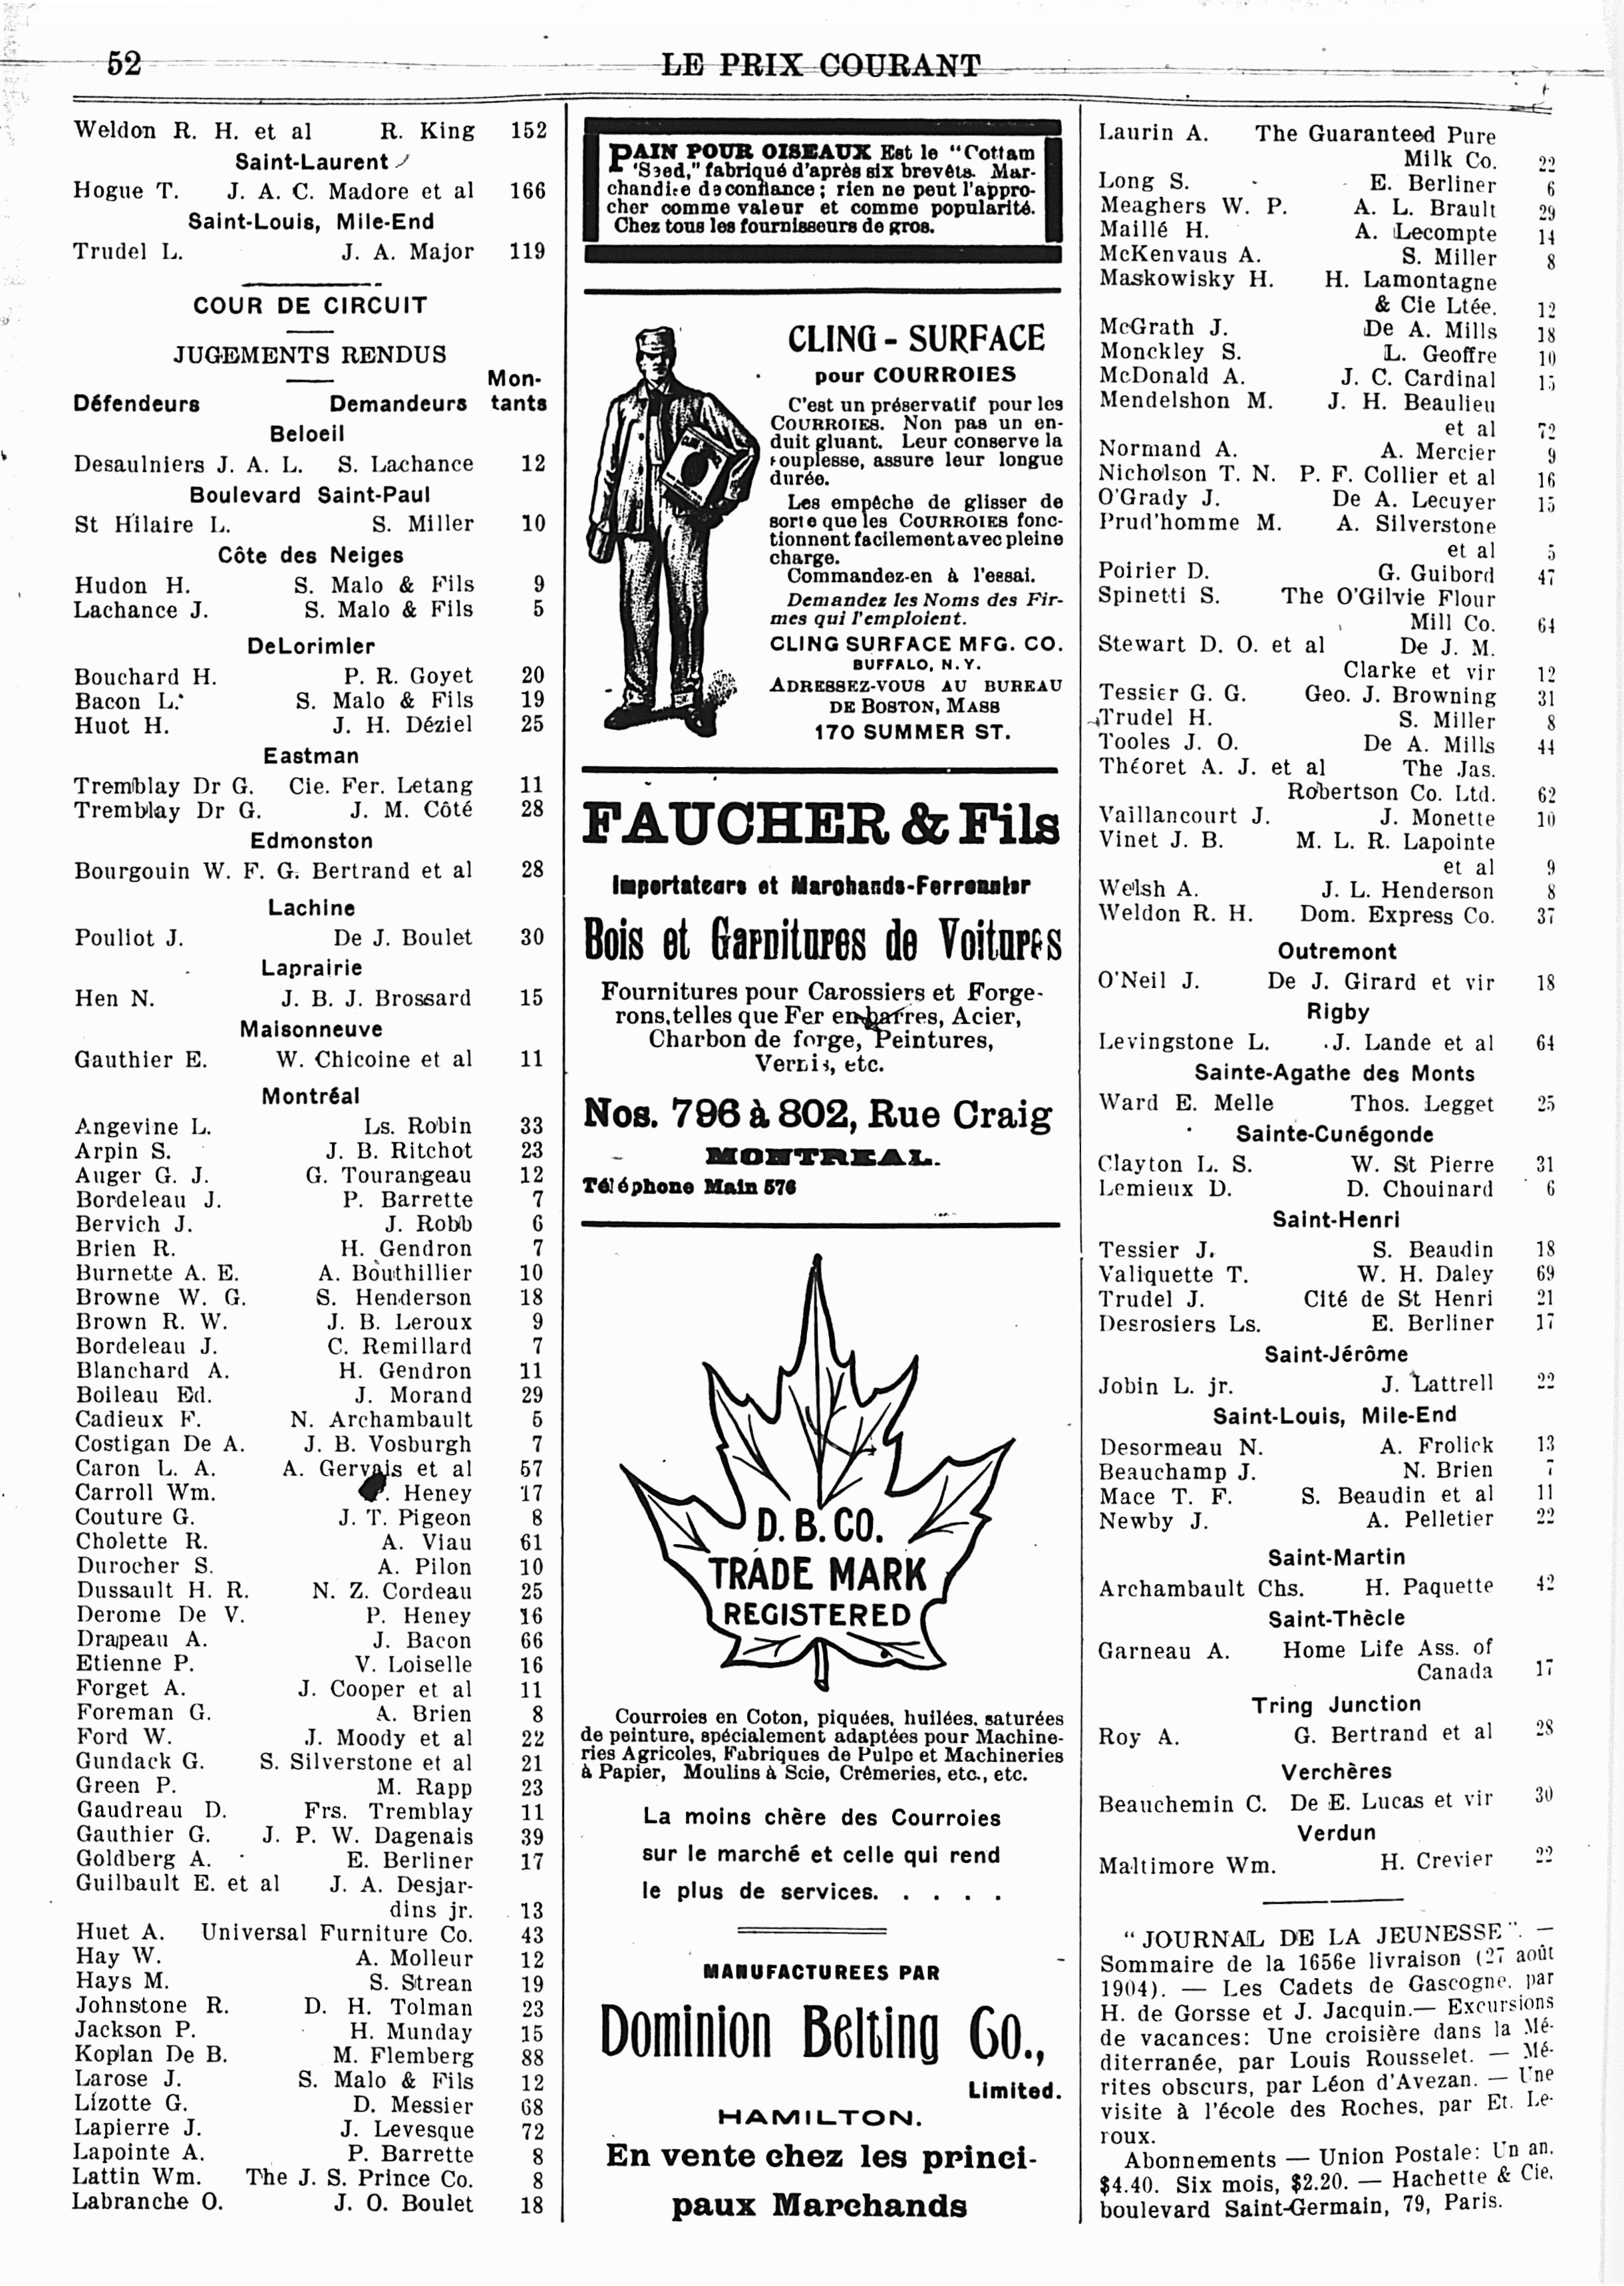 52
LE PRIX COURANT
Weldon R. H. et al R. King 152
Saint-Laurent
Hogue T. J. A. C. Madore et al 166
Saint-Louis, Mile-End
Trudel L. J. A. Major 119
COUR DE CIRCUIT
JUGEMENTS RENDUS
Mon-
Défendeurs Demandeurs tants
Beloeil
Desaulniers J. A. L. S. Lachance 12
Boulevard Saint-Paul
St Hilaire L. S. Miller 10
Côte des Neiges
Hudon H. S. Malo & Fils 9
Lachance J. S. Malo & Fils 5
DeLorimier
Bouchard H. P. R. Goyet 20
Bacon L. S. Malo & Fils 19
Huot H. J. H. Déziel 25
Eastman
Tremblay Dr G. Cie. Fer. Letang 11
Tremblay Dr G. J. M. Côté 28
Edmonston
Bourgouin W. F. G. Bertrand et al 28
Lachine
Pouliot J. De J. Boulet 30
Laprairie
Hen N. J. B. J. Brossard 15
Maisonneuve
Gauthier E. W. Chicoine et al 11
Montréal
Angevine L. Ls. Robin 33
Arpin S. J. B. Ritchot 23
Auger G. J. G. Tourangeau 12
Bordeleau J. P. Barrette 7
Bervich J. J. Robb 6
Brien R. H. Gendron 7
Burnette A. E. A. Bouthillier 10
Browne W. G. S. Henderson 18
Brown R. W. J. B. Leroux 9
Bordeleau J. C. Remillard 7
Blanchard A. H. Gendron 11
Boileau Ed. J. Morand 29
Cadieux F. N. Archambault 5
Costigan De A. J. B. Vosburgh 7
Caron L. A. A. Gervais et al 57
Carroll Wm. Heney 17
Couture G. J. T. Pigeon 8
Cholette R. A. Viau 61
Durocher S. A. Pilon 10
Dussault H. R. N. Z. Cordeau 25
Derome De V. P. Heney 16
Drapeau A. J. Bacon 66
Etienne P. V. Loiselle 16
Forget A. J. Cooper et al 11
Foreman G. A. Brien 8
Ford W. J. Moody et al 22
Gundack G. S. Silverstone et al 21
Green P. M. Rapp 23
Gaudreau D. Frs. Tremblay 11
Gauthier G. J. P. W. Dagenais 39
Goldberg A. E. Berliner 17
Guilbault E. et al J. A. Desjar-
dins jr. 13
Huet A. Universal Furniture Co. 43
Hay W. A. Molleur 12
Hays M. S. Strean 19
Johnstone R. D. H. Tolman 23
Jackson P. H. Munday 15
Koplan De B. M. Flemberg 88
Larose J. S. Malo & Fils 12
Lizotte G. D. Messier 68
Lapierre J. J. Levesque 72
Lapointe A. P. Barrette 8
Lattin Wm. The J. S. Prince Co. 8
Labranche O. J. O. Boulet 18
PAIN POUR OISEAUX Est le "Cottam
Seed," fabriqué d'après six brevêts. Mar-
chandise de confiance ; rien ne peut l'appro-
cher comme valeur et comme popularité.
Chez tous les fournisseurs de gros.
CLING - SURFACE
pour COURROIES
C'est un préservatif pour les
COURROIES. Non pas un en-
duit gluant. Leur conserve la
souplesse, assure leur longue
durée.
Les empêche de glisser de
sorte que les COURROIES fonc-
tionnent facilement avec pleine
charge.
Commandez-en à l'essai.
Demandez les Noms des Fir-
mes qui l'emploient.
CLING SURFACE MFG. CO.
BUFFALO, N. Y.
ADRESSEZ-VOUS AU BUREAU
DE BOSTON, MASS
170 SUMMER ST.
FAUCHER & Fils
Importateurs et Marchands-Ferronnier
Bois et Garnitures de Voitures
Fournitures pour Carossiers et Forge-
rons, telles que Fer en barres, Acier,
Charbon de forge, Peintures,
Vernis, etc.
Nos. 796 à 802, Rue Craig
MONTREAL.
Téléphone Main 576
D. B. CO.
TRADE MARK
REGISTERED
Courroies en Coton, piquées, huilées, saturées
de peinture, spécialement adaptées pour Machine-
ries Agricoles, Fabriques de Pulpe et Machineries
à Papier, Moulins à Scie, Crêmeries, etc., etc.
La moins chère des Courroies
sur le marché et celle qui rend
le plus de services. . . . .
MANUFACTUREES PAR
Dominion Belting Co.,
Limited.
HAMILTON.
En vente chez les princi-
paux Marchands
Laurin A. The Guaranteed Pure
Milk Co. 22
Long S. E. Berliner 6
Meaghers W. P. A. L. Brault 29
Maillé H. A. Lecompte 14
McKenvaus A. S. Miller 8
Maskowisky H. H. Lamontagne
& Cie Ltée. 12
McGrath J. De A. Mills 18
Monckley S. L. Geoffre 10
McDonald A. J. C. Cardinal 15
Mendelshon M. J. H. Beaulieu
et al 72
Normand A. A. Mercier 9
Nicholson T. N. P. F. Collier et al 16
O'Grady J. De A. Lecuyer 15
Prud'homme M. A. Silverstone
et al 5
Poirier D. G. Guibord 47
Spinetti S. The O'Gilvie Flour
Mill Co. 64
Stewart D. O. et al De J. M.
Clarke et vir 12
Tessier G. G. Geo. J. Browning 31
Trudel H. S. Miller 8
Tooles J. O. De A. Mills 44
Théoret A. J. et al The Jas.
Robertson Co. Ltd. 62
Vaillancourt J. J. Monette 10
Vinet J. B. M. L. R. Lapointe
et al 9
Welsh A. J. L. Henderson 8
Weldon R. H. Dom. Express Co. 37
Outremont
O'Neil J. De J. Girard et vir 18
Rigby
Levingstone L. J. Lande et al 64
Sainte-Agathe des Monts
Ward E. Melle Thos. Legget 25
Sainte-Cunégonde
Clayton L. S. W. St Pierre 31
Lemieux D. D. Chouinard 6
Saint-Henri
Tessier J. S. Beaudin 18
Valiquette T. W. H. Daley 69
Trudel J. Cité de St Henri 21
Desrosiers Ls. E. Berliner 17
Saint-Jérôme
Jobin L. jr. J. Lattrell 22
Saint-Louis, Mile-End
Desormeau N. A. Frolick 13
Beauchamp J. N. Brien 7
Mace T. F. S. Beaudin et al 11
Newby J. A. Pelletier 22
Saint-Martin
Archambault Chs. H. Paquette 42
Saint-Thècle
Garneau A. Home Life Ass. of
Canada 17
Tring Junction
Roy A. G. Bertrand et al 28
Verchères
Beauchemin C. De E. Lucas et vir 30
Verdun
Maltimore Wm. H. Crevier 22
"JOURNAL DE LA JEUNESSE". —
Sommaire de la 1656e livraison (27 août
1904). — Les Cadets de Gascogne, par
H. de Gorsse et J. Jacquin.— Excursions
de vacances: Une croisière dans la Mé-
diterranée, par Louis Rousselet. — Mé-
rites obscurs, par Léon d'Avezan. — Une
visite à l'école des Roches, par Et. Le-
roux.
Abonnements — Union Postale: Un an,
$4.40. Six mois, $2.20. — Hachette & Cie,
boulevard Saint-Germain, 79, Paris.